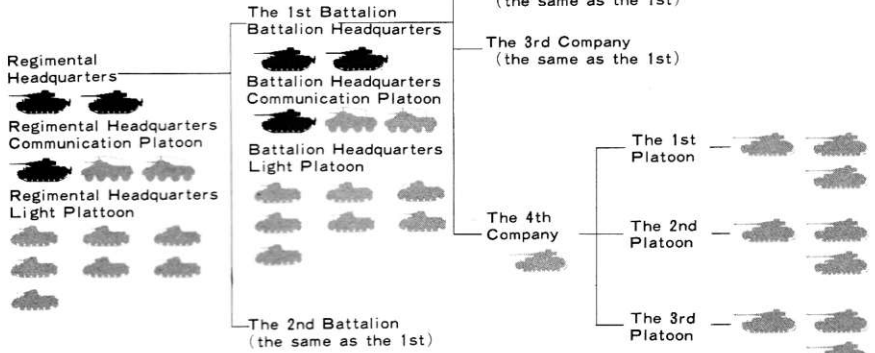 (the same as the 1st)
The 1st Battalion
Battalion Headquarters
The 3rd Company
(the same as the 1st)
Regimental
Headquarters
Battalion Headquarters
Communication Platoon
Regimental Headquarters
Communication Platoon
Battalion Headquarters
Light Platoon
Regimental Headquarters
Light Plattoon
The 1st
Platoon
The 4th
Company
The 2nd
Platoon
The 2nd Battalion
(the same as the 1st)
The 3rd
Platoon